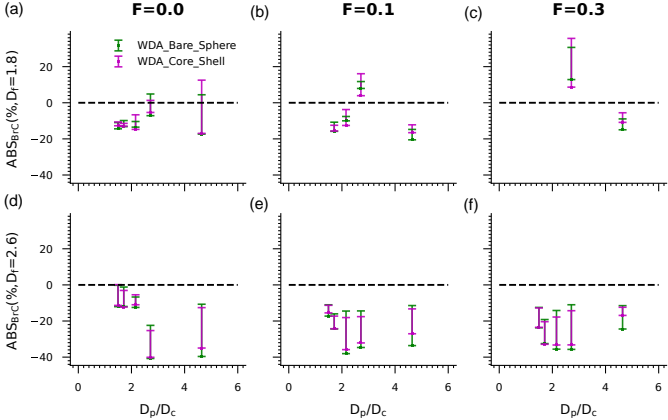 (a) F=0.0 (b) F=0.1 (c) F=0.3
WDA_Bare_Sphere
WDA_Core_Shell
ABS_BrC(%,D_f=1.8)
20
0
−20
−40
(d) (e) (f)
ABS_BrC(%,D_f=2.6)
20
0
−20
−40
0 2 4 6 0 2 4 6 0 2 4 6
D_p/D_c D_p/D_c D_p/D_c